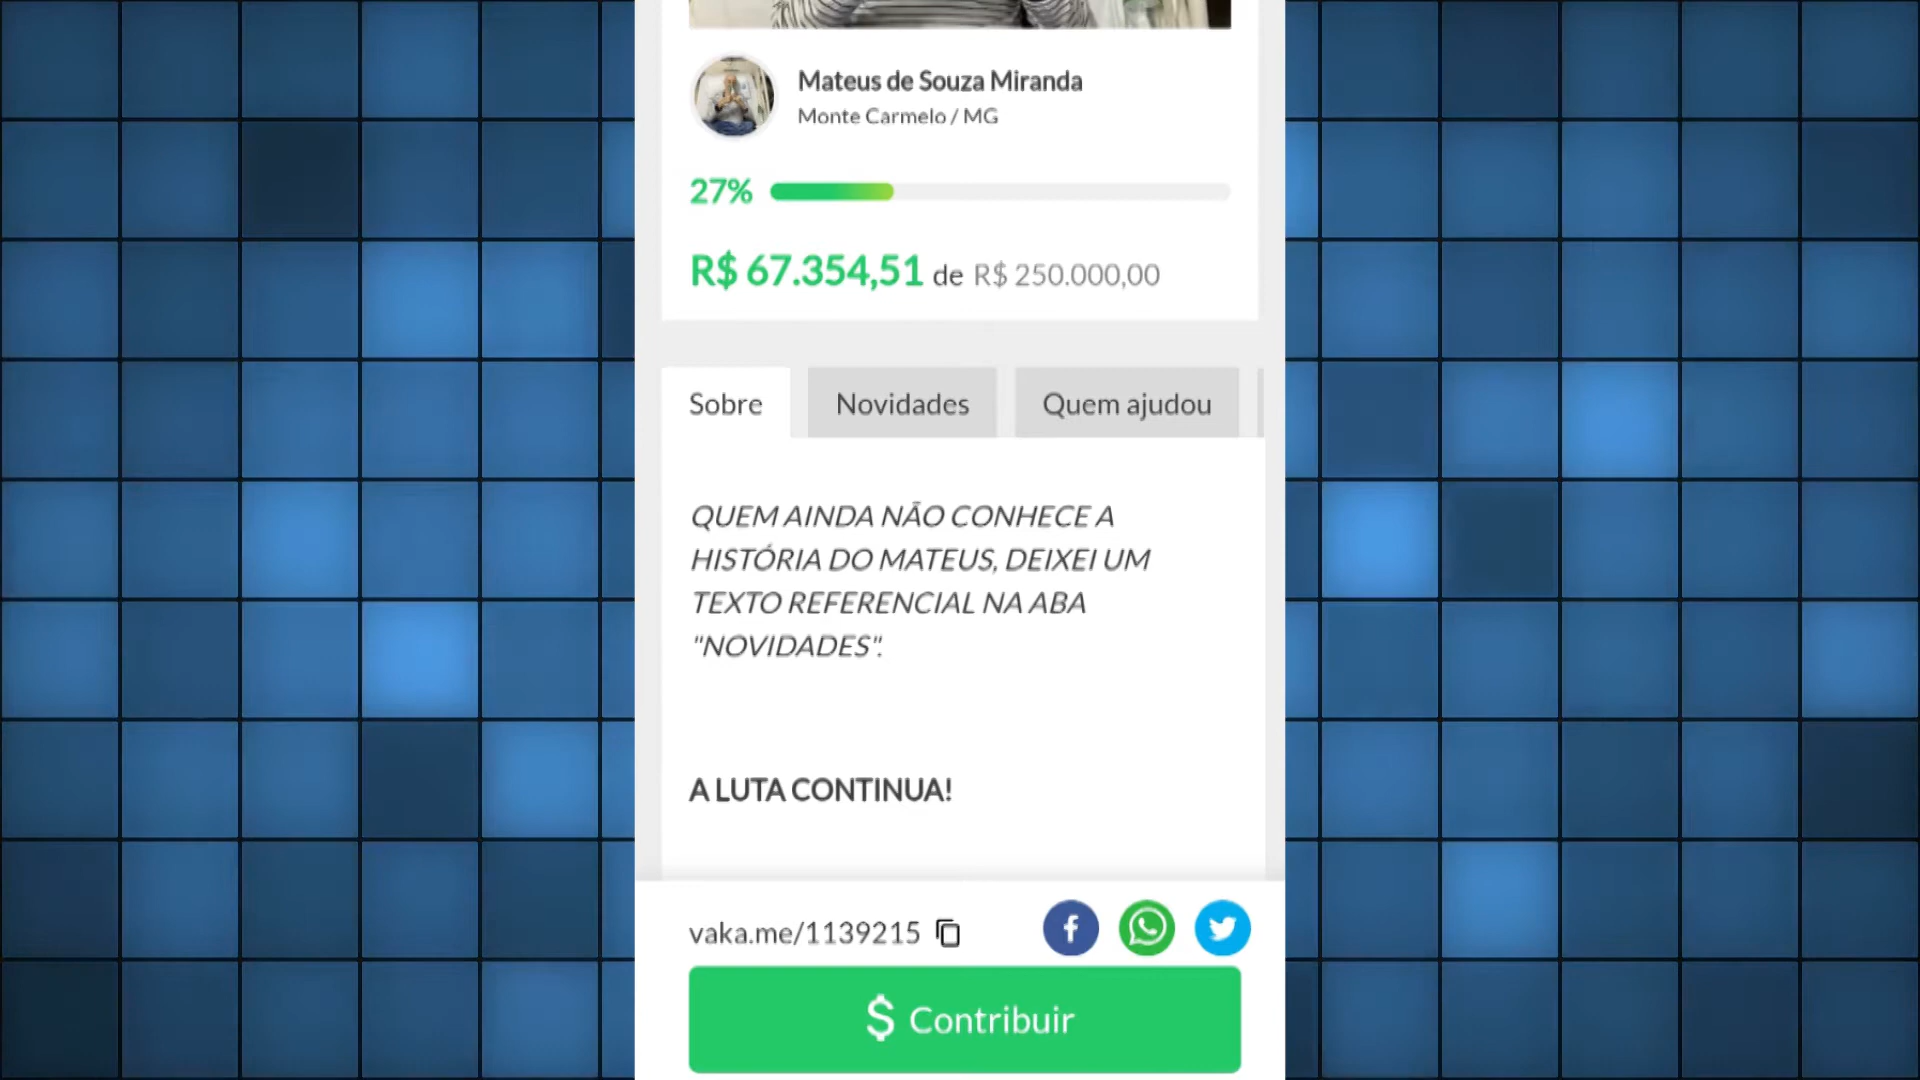 Mateus de Souza Miranda
Monte Carmelo / MG
27%
R$ 67.354,51 de R$ 250.000,00
Sobre
Novidades
Quem ajudou
QUEM AINDA NÃO CONHECE A
HISTÓRIA DO MATEUS, DEIXEI UM
TEXTO REFERENCIAL NA ABA
"NOVIDADES".
A LUTA CONTINUA!
vaka.me/1139215
$ Contribuir